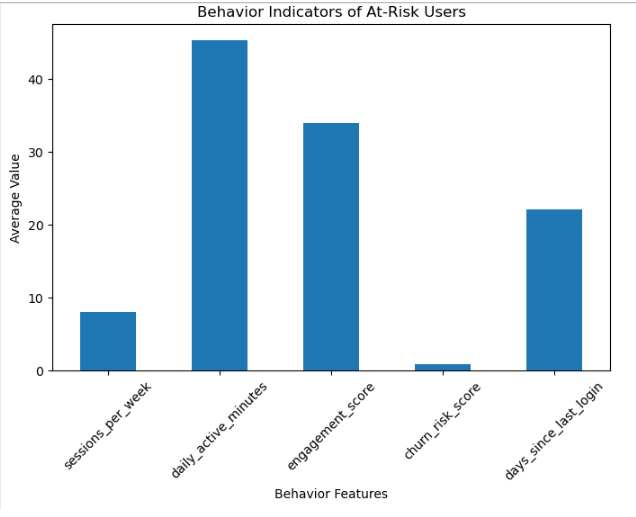 Behavior Indicators of At-Risk Users
Average Value
40
30
20
10
0
sessions_per_week
daily_active_minutes
engagement_score
churn_risk_score
days_since_last_login
Behavior Features